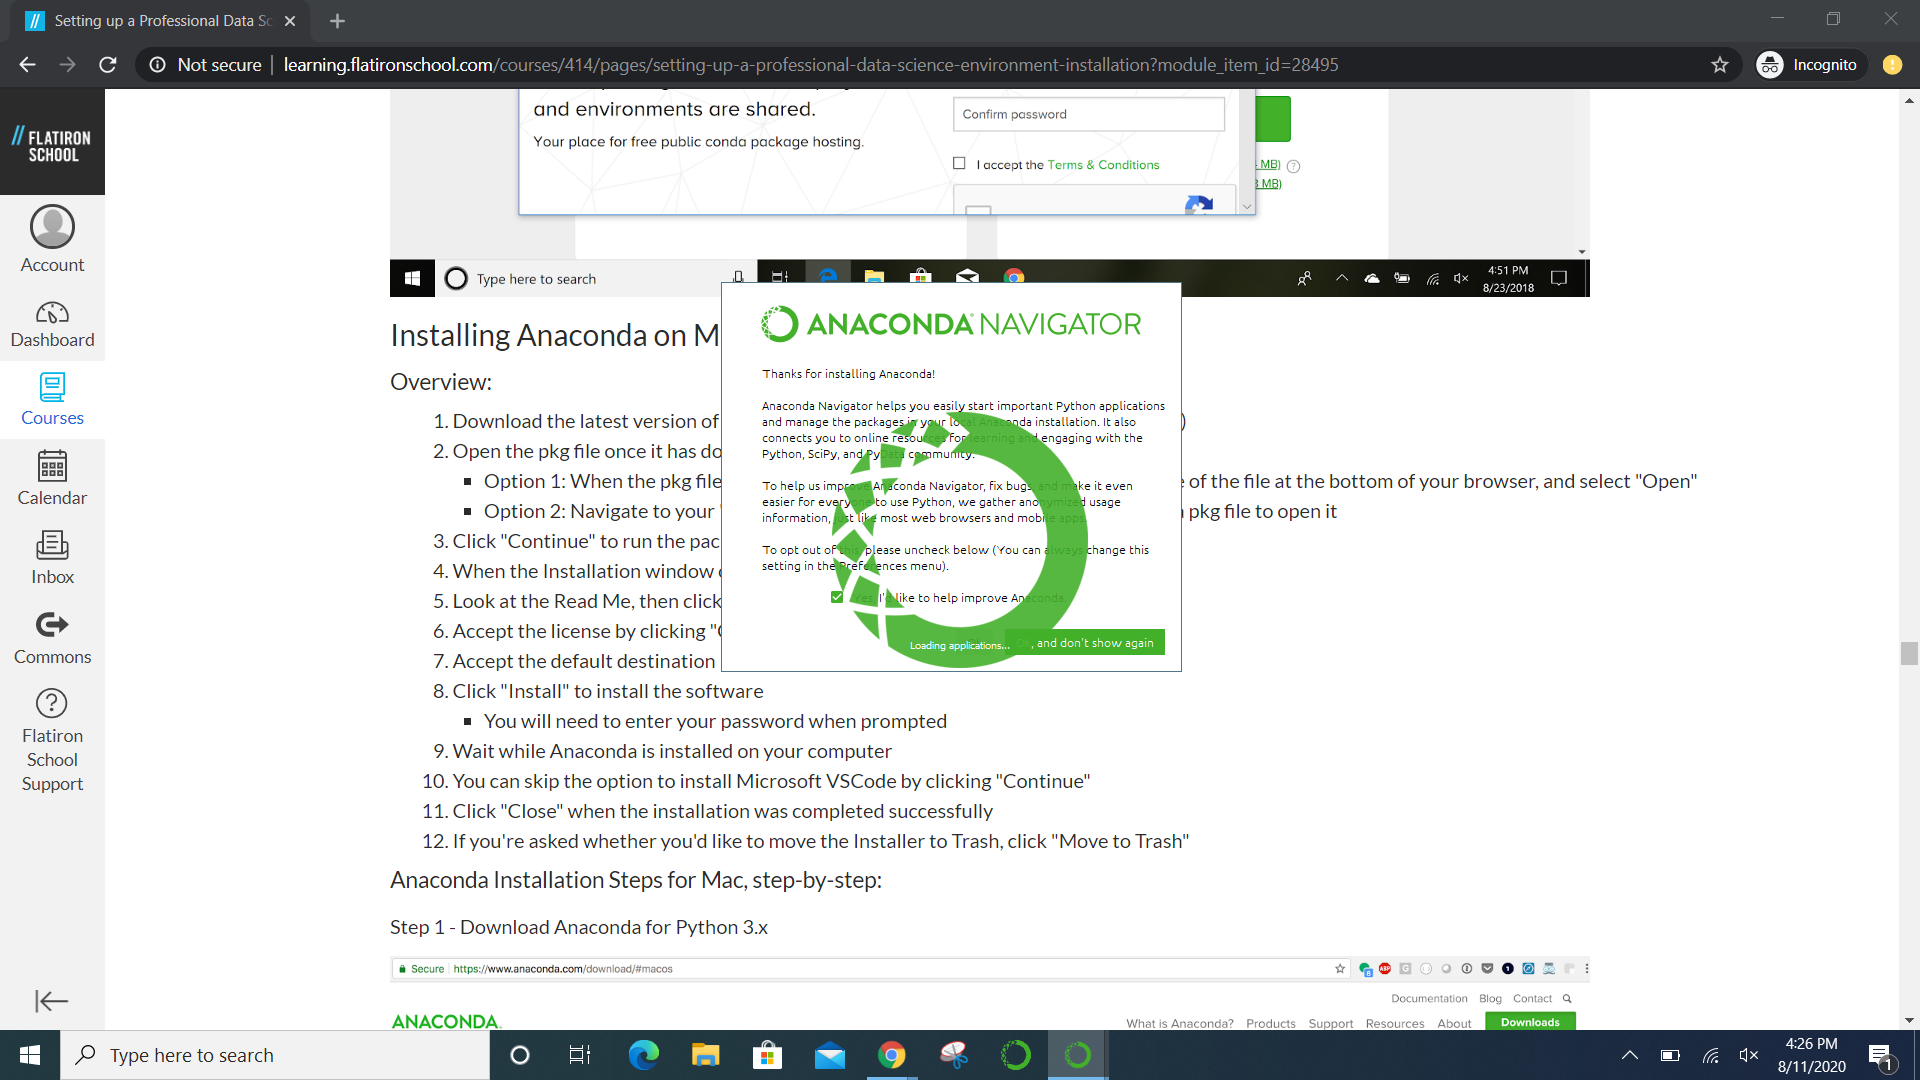 Setting up a Professional Data Sc
Not secure
learning.flatironschool.com/courses/414/pages/setting-up-a-professional-data-science-environment-installation?module_item_id=28495
Incognito
FLATIRON
SCHOOL
Account
Dashboard
Courses
Calendar
Inbox
Commons
Flatiron
School
Support
and environments are shared.
Your place for free public conda package hosting.
Confirm password
I accept the Terms & Conditions
MB)
MB)
Type here to search
4:51 PM
8/23/2018
Installing Anaconda on M
Overview:
1. Download the latest version of
2. Open the pkg file once it has do
Option 1: When the pkg file
of the file at the bottom of your browser, and select "Open"
Option 2: Navigate to your
pkg file to open it
3. Click "Continue" to run the pac
4. When the Installation window
5. Look at the Read Me, then click
6. Accept the license by clicking "
7. Accept the default destination
8. Click "Install" to install the software
You will need to enter your password when prompted
9. Wait while Anaconda is installed on your computer
10. You can skip the option to install Microsoft VSCode by clicking "Continue"
11. Click "Close" when the installation was completed successfully
12. If you're asked whether you'd like to move the Installer to Trash, click "Move to Trash"
ANACONDA NAVIGATOR
Thanks for installing Anaconda!
Anaconda Navigator helps you easily start important Python applications
and manage the packages in your local Anaconda installation. It also
connects you to online resources for learning and engaging with the
Python, SciPy, and PyData community.
To help us improve Anaconda Navigator, fix bugs, and make it even
easier for everyone to use Python, we gather anonymized usage
information, just like most web browsers and mobile apps.
To opt out of this, please uncheck below (You can always change this
setting in the Preferences menu).
Yes, I'd like to help improve Anaconda.
Loading applications...
, and don't show again
Anaconda Installation Steps for Mac, step-by-step:
Step 1 - Download Anaconda for Python 3.x
Secure
https://www.anaconda.com/download/#macos
ABP
Documentation Blog Contact
ANACONDA.
What is Anaconda? Products Support Resources About Downloads
Type here to search
4:26 PM
8/11/2020
1